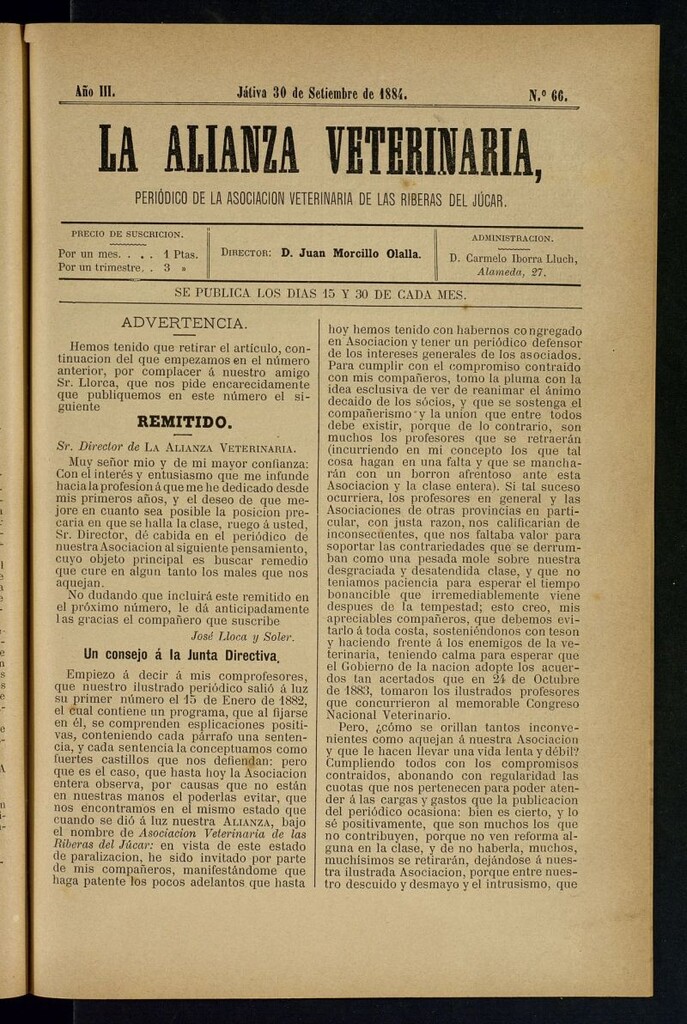 Año III.
Játiva 30 de Setiembre de 1884.
N.º 66.
LA ALIANZA VETERINARIA,
PERIÓDICO DE LA ASOCIACION VETERINARIA DE LAS RIBERAS DEL JÚCAR.
PRECIO DE SUSCRICION.
Por un mes. . . . 1 Ptas.
Por un trimestre. . 3 »
DIRECTOR: D. Juan Morcillo Olalla.
ADMINISTRACION.
D. Carmelo Iborra Lluch,
Alameda, 27.
SE PUBLICA LOS DIAS 15 Y 30 DE CADA MES.
ADVERTENCIA.
Hemos tenido que retirar el artículo, con-
tinuacion del que empezamos en el número
anterior, por complacer á nuestro amigo
Sr. Llorca, que nos pide encarecidamente
que publiquemos en este número el si-
guiente
REMITIDO.
Sr. Director de LA ALIANZA VETERINARIA.
Muy señor mio y de mi mayor confianza:
Con el interés y entusiasmo que me infunde
hacia la profesion á que me he dedicado desde
mis primeros años, y el deseo de que me-
jore en cuanto sea posible la posicion pre-
caria en que se halla la clase, ruego á usted,
Sr. Director, dé cabida en el periódico de
nuestra Asociacion al siguiente pensamiento,
cuyo objeto principal es buscar remedio
que cure en algun tanto los males que nos
aquejan.
No dudando que incluirá este remitido en
el próximo número, le dá anticipadamente
las gracias el compañero que suscribe
José Lloca y Soler.
Un consejo á la Junta Directiva.
Empiezo á decir á mis comprofesores,
que nuestro ilustrado periódico salió á luz
su primer número el 15 de Enero de 1882,
el cual contiene un programa, que al fijarse
en él, se comprenden esplicaciones positi-
vas, conteniendo cada párrafo una senten-
cia, y cada sentencia la conceptuamos como
fuertes castillos que nos defiendan: pero
que es el caso, que hasta hoy la Asociacion
entera observa, por causas que no están
en nuestras manos el poderlas evitar, que
nos encontramos en el mismo estado que
cuando se dió á luz nuestra ALIANZA, bajo
el nombre de Asociacion Veterinaria de las
Riberas del Júcar: en vista de este estado
de paralizacion, he sido invitado por parte
de mis compañeros, manifestándome que
haga patente los pocos adelantos que hasta
hoy hemos tenido con habernos congregado
en Asociacion y tener un periódico defensor
de los intereses generales de los asociados.
Para cumplir con el compromiso contraido
con mis compañeros, tomo la pluma con la
idea esclusiva de ver de reanimar el ánimo
decaido de los sócios, y que se sostenga el
compañerismo y la union que entre todos
debe existir, porque de lo contrario, son
muchos los profesores que se retraerán
(incurriendo en mi concepto los que tal
cosa hagan en una falta y que se mancha-
rán con un borron afrentoso ante esta
Asociacion y la clase entera). Si tal suceso
ocurriera, los profesores en general y las
Asociaciones de otras provincias en parti-
cular, con justa razon, nos calificarian de
inconsecuentes, que nos faltaba valor para
soportar las contrariedades que se derrum-
ban como una pesada mole sobre nuestra
desgraciada y desatendida clase, y que no
teniamos paciencia para esperar el tiempo
bonancible que irremediablemente viene
despues de la tempestad; esto creo, mis
apreciables compañeros, que debemos evi-
tarlo á toda costa, sosteniéndonos con teson
y haciendo frente á los enemigos de la ve-
terinaria, teniendo calma para esperar que
el Gobierno de la nacion adopte los acuer-
dos tan acertados que en 24 de Octubre
de 1883, tomaron los ilustrados profesores
que concurrieron al memorable Congreso
Nacional Veterinario.
Pero, ¿cómo se orillan tantos inconve-
nientes como aquejan á nuestra Asociacion
y que le hacen llevar una vida lenta y débil?
Cumpliendo todos con los compromisos
contraidos, abonando con regularidad las
cuotas que nos pertenecen para poder aten-
der á las cargas y gastos que la publicacion
del periódico ocasiona: bien es cierto, y lo
sé positivamente, que son muchos los que
no contribuyen, porque no ven reforma al-
guna en la clase, y de no haberla, muchos,
muchísimos se retirarán, dejándose á nues-
tra ilustrada Asociacion, porque entre nues-
tro descuido y desmayo y el intrusismo, que